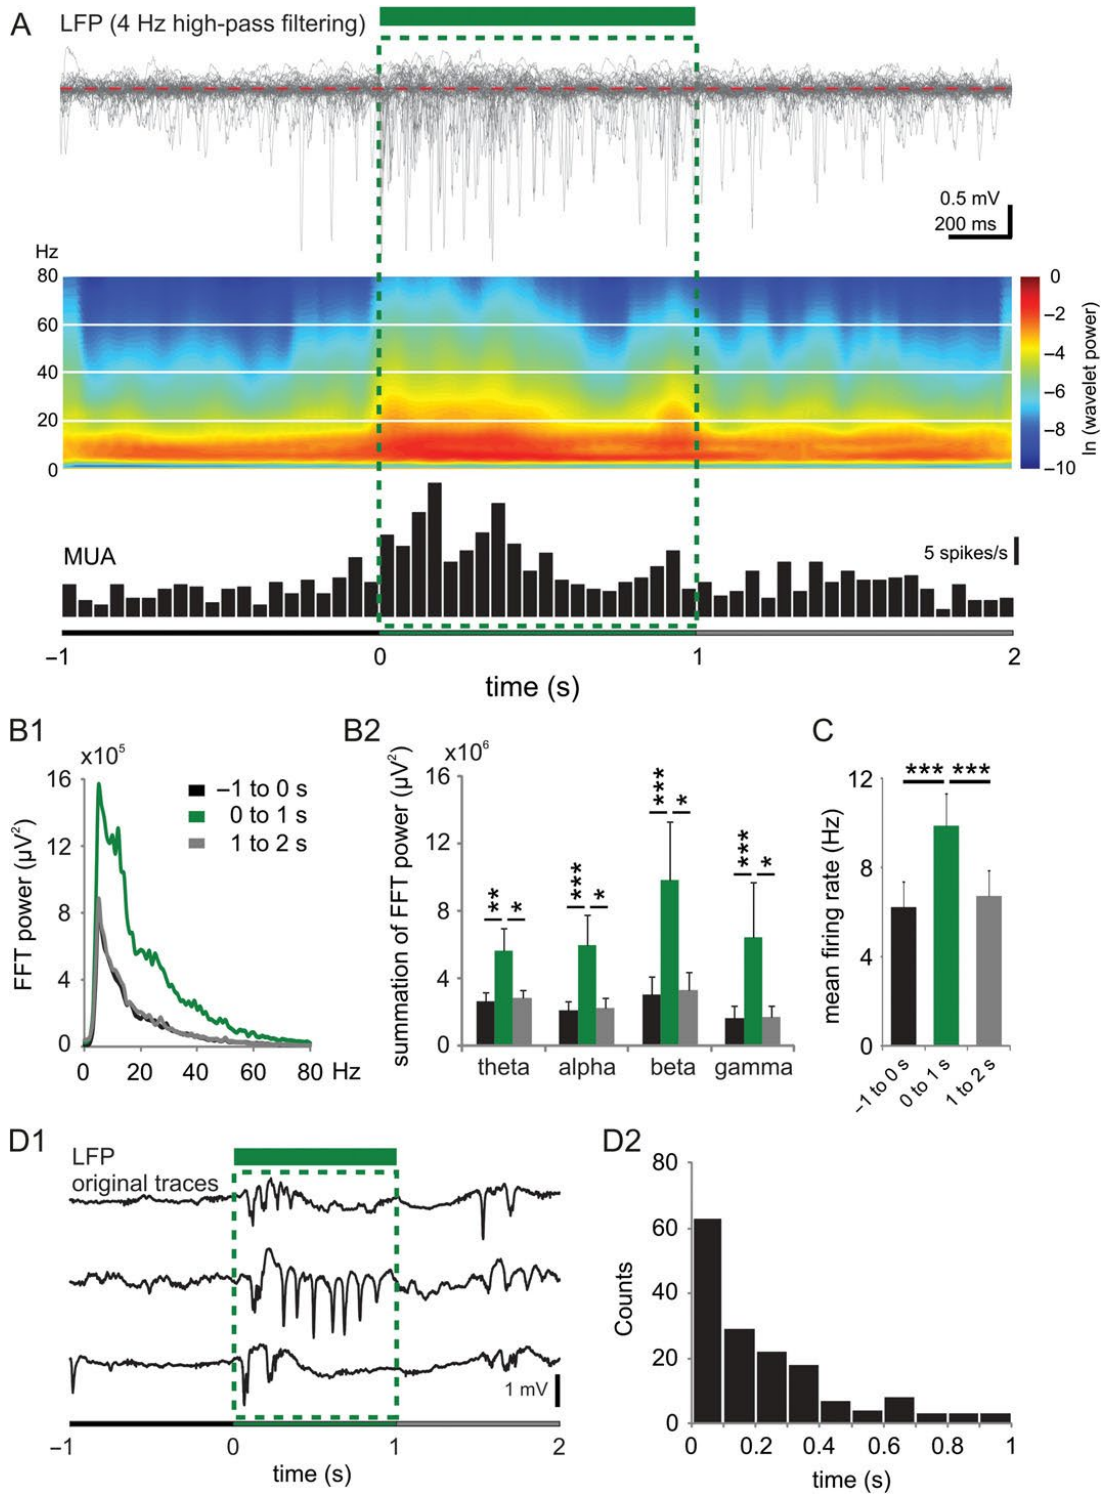 A
LFP (4 Hz high-pass filtering)
0.5 mV
200 ms
Hz
80
60
40
20
0
0
−2
−4
−6
−8
−10
ln (wavelet power)
MUA
5 spikes/s
−1 0 1 2
time (s)
B1
x10⁵
FFT power (µV²)
16
12
8
4
0
−1 to 0 s
0 to 1 s
1 to 2 s
0 20 40 60 80 Hz
B2
x10⁶
summation of FFT power (µV²)
16
12
8
4
0
** *
*** *
*** *
*** *
theta alpha beta gamma
C
mean firing rate (Hz)
12
8
4
0
*** ***
−1 to 0 s
0 to 1 s
1 to 2 s
D1
LFP
original traces
1 mV
−1 0 1 2
time (s)
D2
Counts
80
60
40
20
0
0 0.2 0.4 0.6 0.8 1
time (s)